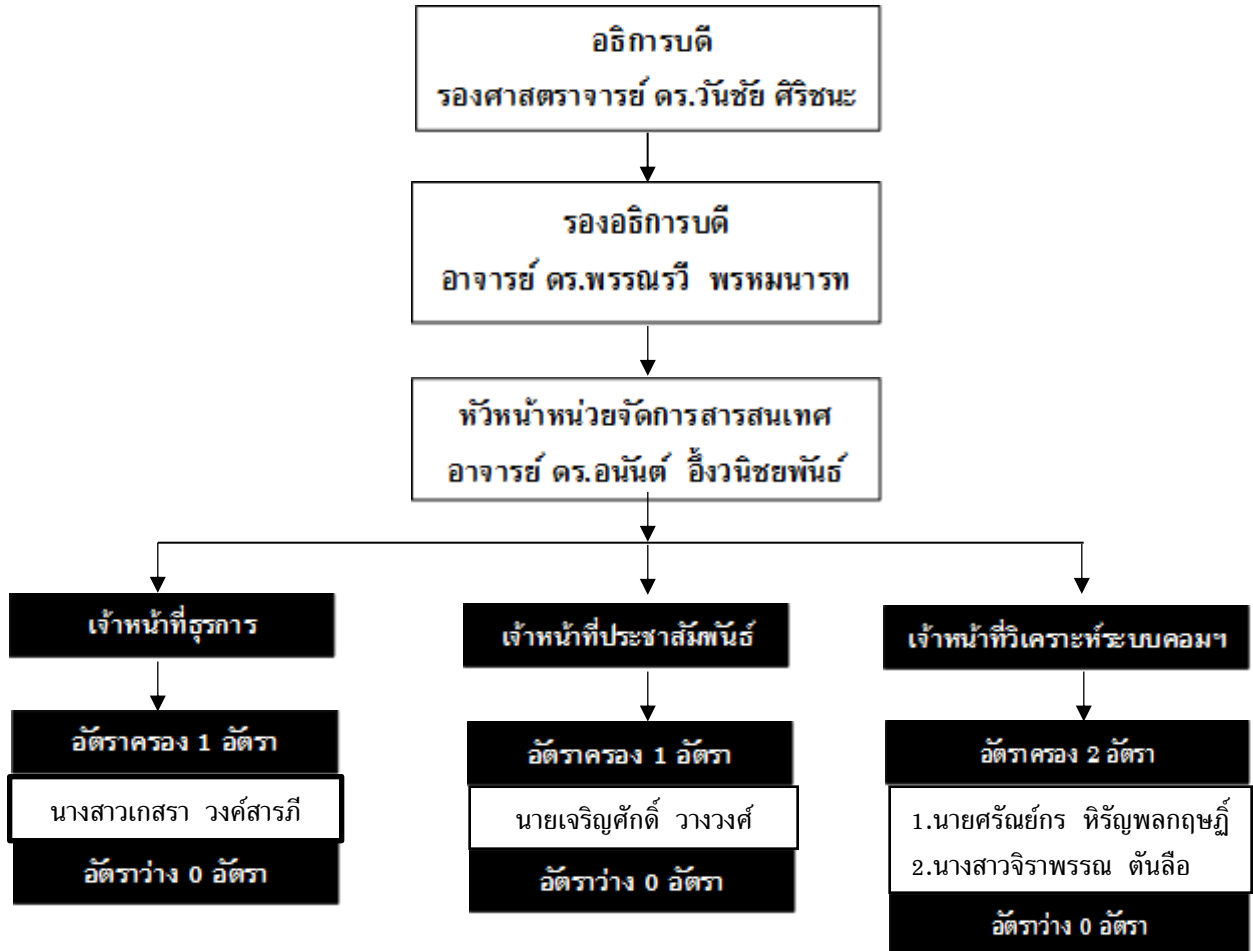 อธิการบดี
รองศาสตราจารย์ ดร.วันชัย ศิริชนะ
รองอธิการบดี
อาจารย์ ดร.พรรณรวี พรหมนารท
หัวหน้าหน่วยจัดการสารสนเทศ
อาจารย์ ดร.อนันต์ อึ้งวนิชยพันธ์
เจ้าหน้าที่ธุรการ
อัตราครอง 1 อัตรา
นางสาวเกสรา วงค์สารภี
อัตราว่าง 0 อัตรา
เจ้าหน้าที่ประชาสัมพันธ์
อัตราครอง 1 อัตรา
นายเจริญศักดิ์ วางวงศ์
อัตราว่าง 0 อัตรา
เจ้าหน้าที่วิเคราะห์ระบบคอมฯ
อัตราครอง 2 อัตรา
1.นายศรัณย์กร หิรัญพลกฤษฏิ์
2.นางสาวจิราพรรณ ตันลือ
อัตราว่าง 0 อัตรา